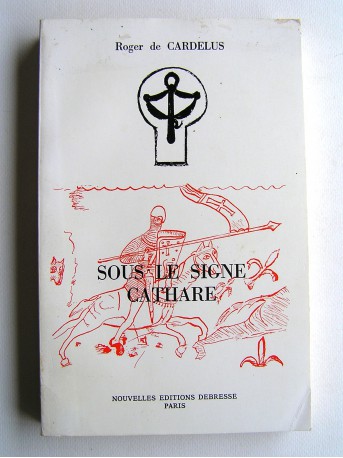 Roger de CARDELUS
SOUS LE SIGNE
CATHARE
NOUVELLES EDITIONS DEBRESSE
PARIS